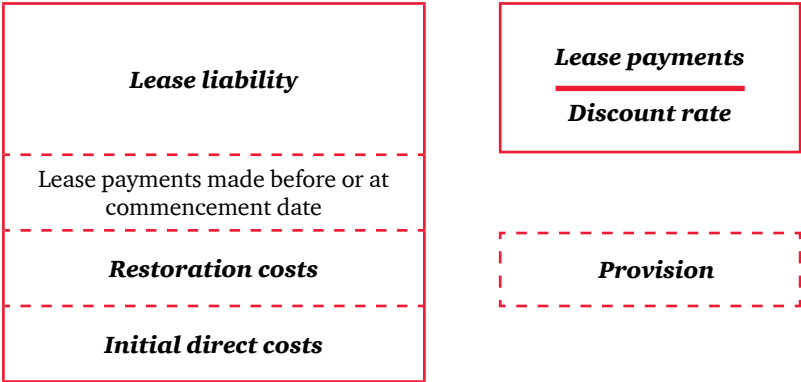 Lease liability
Lease payments made before or at
commencement date
Restoration costs
Initial direct costs
Lease payments
Discount rate
Provision